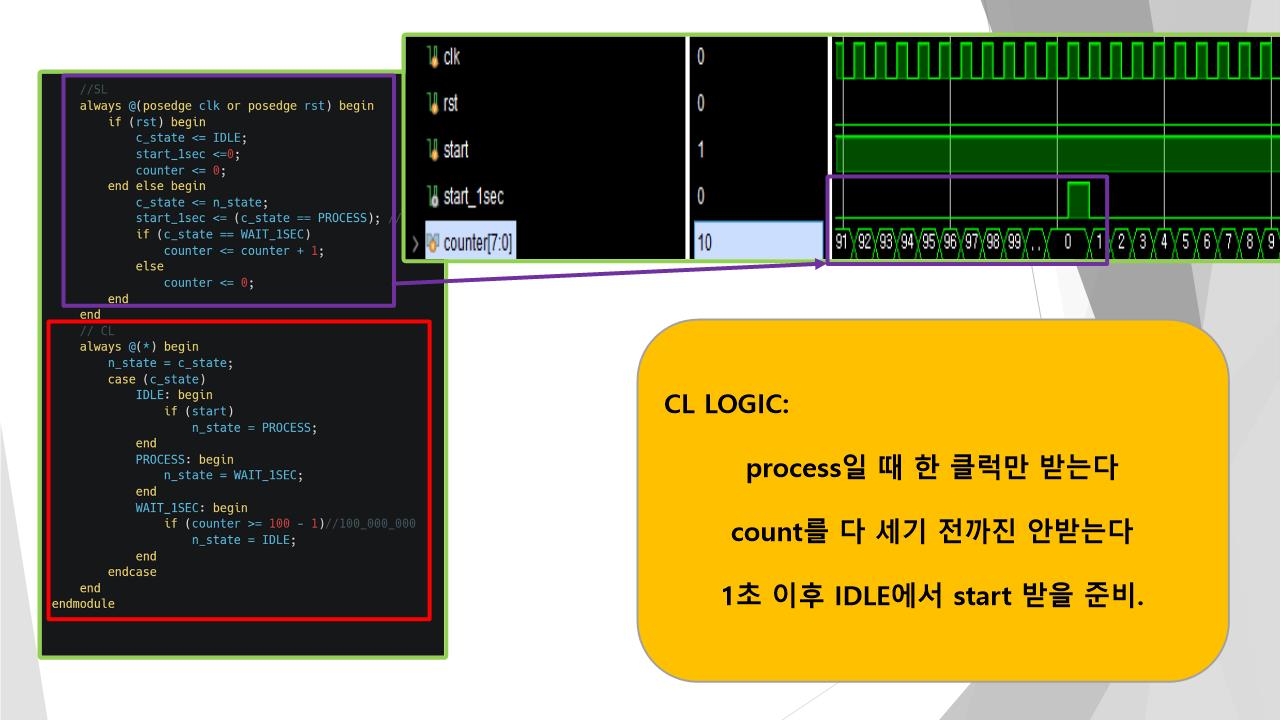 //SL
always @(posedge clk or posedge rst) begin
if (rst) begin
c_state <= IDLE;
start_1sec <=0;
counter <= 0;
end else begin
c_state <= n_state;
start_1sec <= (c_state == PROCESS); //
if (c_state == WAIT_1SEC)
counter <= counter + 1;
else
counter <= 0;
end
end
// CL
always @(*) begin
n_state = c_state;
case (c_state)
IDLE: begin
if (start)
n_state = PROCESS;
end
PROCESS: begin
n_state = WAIT_1SEC;
end
WAIT_1SEC: begin
if (counter >= 100 - 1)//100_000_000
n_state = IDLE;
end
endcase
end
endmodule
clk 0
rst 0
start 1
start_1sec 0
counter[7:0] 10 91 92 93 94 95 96 97 98 99 .. 0 1 2 3 4 5 6 7 8 9
CL LOGIC:
process일 때 한 클럭만 받는다
count를 다 세기 전까진 안받는다
1초 이후 IDLE에서 start 받을 준비.